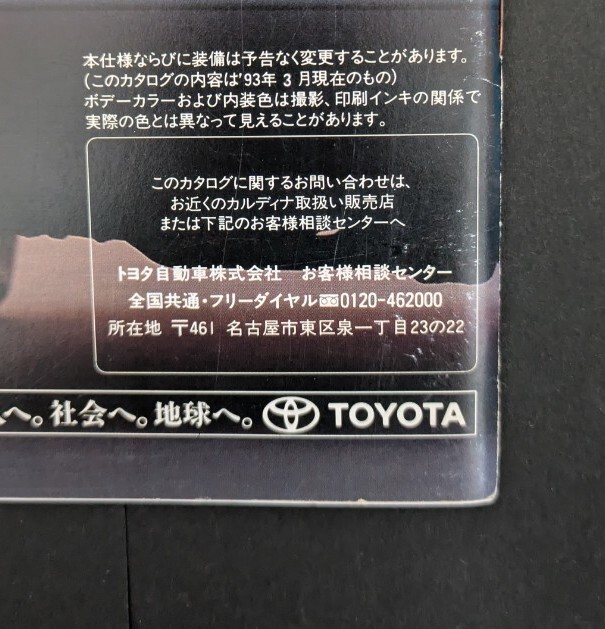 本仕様ならびに装備は予告なく変更することがあります。
(このカタログの内容は'93年 3 月現在のもの)
ボデーカラーおよび内装色は撮影、印刷インキの関係で
実際の色とは異なって見えることがあります。
このカタログに関するお問い合わせは、
お近くのカルディナ取扱い販売店
または下記のお客様相談センターへ
トヨタ自動車株式会社 お客様相談センター
全国共通・フリーダイヤル 0120-462000
所在地 〒461 名古屋市東区泉一丁目23の22
へ。社会へ。地球へ。 TOYOTA